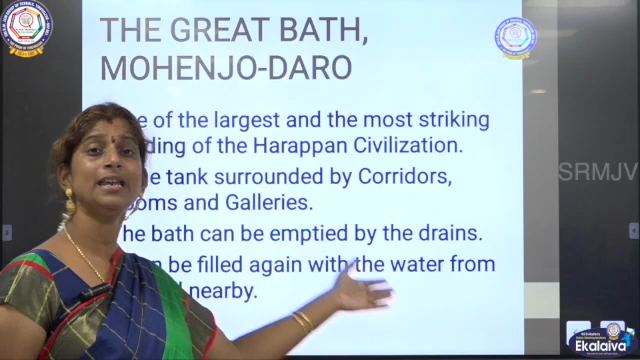 THE GREAT BATH,
MOHENJO-DARO
of the largest and the most striking
of the Harappan Civilization.
tank surrounded by Corridors,
and Galleries.
bath can be emptied by the drains.
be filled again with the water from
nearby.
SRMJV
Ekalaiva